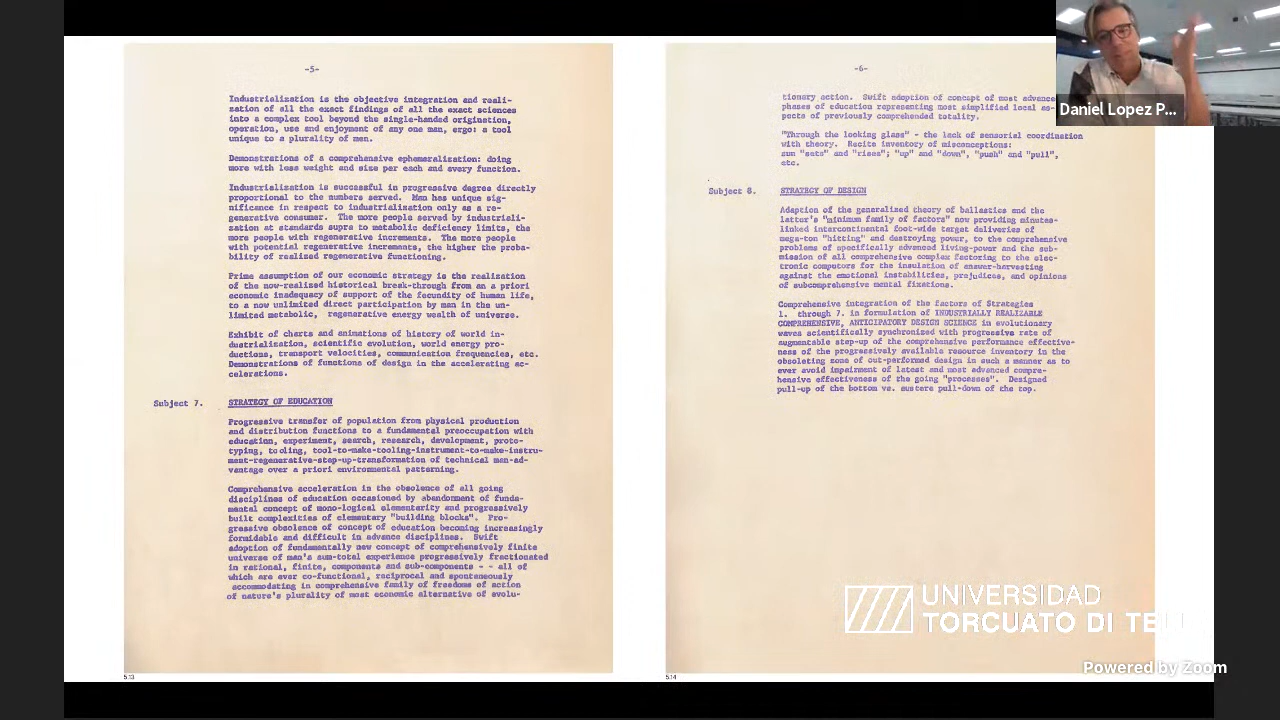 -5-
Industrialization is the objective integration and reali-
zation of all the exact findings of all the exact sciences
into a complex tool beyond the single-handed origination,
operation, use and enjoyment of any one man, ergo: a tool
unique to a plurality of men.
Demonstrations of a comprehensive ephemeralization: doing
more with less weight and size per each and every function.
Industrialization is successful in progressive degree directly
proportional to the numbers served. Man has unique sig-
nificance in respect to industrialization only as a re-
generative consumer. The more people served by industriali-
zation at standards supra to metabolic deficiency limits, the
more people with regenerative increments. The more people
with potential regenerative increments, the higher the proba-
bility of realized regenerative functioning.
Prime assumption of our economic strategy is the realization
of the now-realized historical break-through from an a priori
economic inadequacy of support of the fecundity of human life,
to a now unlimited direct participation by man in the un-
limited metabolic, regenerative energy wealth of universe.
Exhibit of charts and animations of history of world in-
dustrialization, scientific evolution, world energy pro-
ductions, transport velocities, communication frequencies, etc.
Demonstrations of functions of design in the accelerating ac-
celerations.
Subject 7. STRATEGY OF EDUCATION
Progressive transfer of population from physical production
and distribution functions to a fundamental preoccupation with
education, experiment, search, research, development, proto-
typing, tooling, tool-to-make-tooling-instrument-to-make-instru-
ment-regenerative-step-up-transformation of technical man-ad-
vantage over a priori environmental patterning.
Comprehensive acceleration in the obsolence of all going
disciplines of education occasioned by abandonment of funda-
mental concept of mono-logical elementarity and progressively
built complexities of elementary "building blocks". Pro-
gressive obsolence of concept of education becoming increasingly
formidable and difficult in advance disciplines. Swift
adoption of fundamentally new concept of comprehensively finite
universe of man's sum-total experience progressively fractionated
in rational, finite, components and sub-components - - all of
which are ever co-functional, reciprocal and spontaneously
accommodating in comprehensive family of freedoms of action
of nature's plurality of most economic alternative of evolu-
5.13
-6-
tionary action. Swift adoption of concept of most advance
phases of education representing most simplified local as-
pects of previously comprehended totality.
"Through the looking glass" - the lack of sensorial coordination
with theory. Recite inventory of misconceptions:
sun "sets" and "rises"; "up" and "down", "push" and "pull",
etc.
Subject 8. STRATEGY OF DESIGN
Adaption of the generalized theory of ballastics and the
latter's "minimum family of factors" now providing minutes-
linked intercontinental foot-wide target deliveries of
mega-ton "hitting" and destroying power, to the comprehensive
problems of specifically advanced living-power and the sub-
mission of all comprehensive complex factoring to the elec-
tronic computors for the insulation of answer-harvesting
against the emotional instabilities, prejudices, and opinions
of subcomprehensive mental fixations.
Comprehensive integration of the factors of Strategies
1. through 7. in formulation of INDUSTRIALLY REALIZABLE
COMPREHENSIVE, ANTICIPATORY DESIGN SCIENCE in evolutionary
waves scientifically synchronized with progressive rate of
augmentable step-up of the comprehensive performance effective-
ness of the progressively available resource inventory in the
obsoleting zone of out-performed design in such a manner as to
ever avoid impairment of latest and most advanced compre-
hensive effectiveness of the going "processes". Designed
pull-up of the bottom vs. austere pull-down of the top.
5.14
Daniel Lopez P...
UNIVERSIDAD
TORCUATO DI TELL
Powered by Zoom